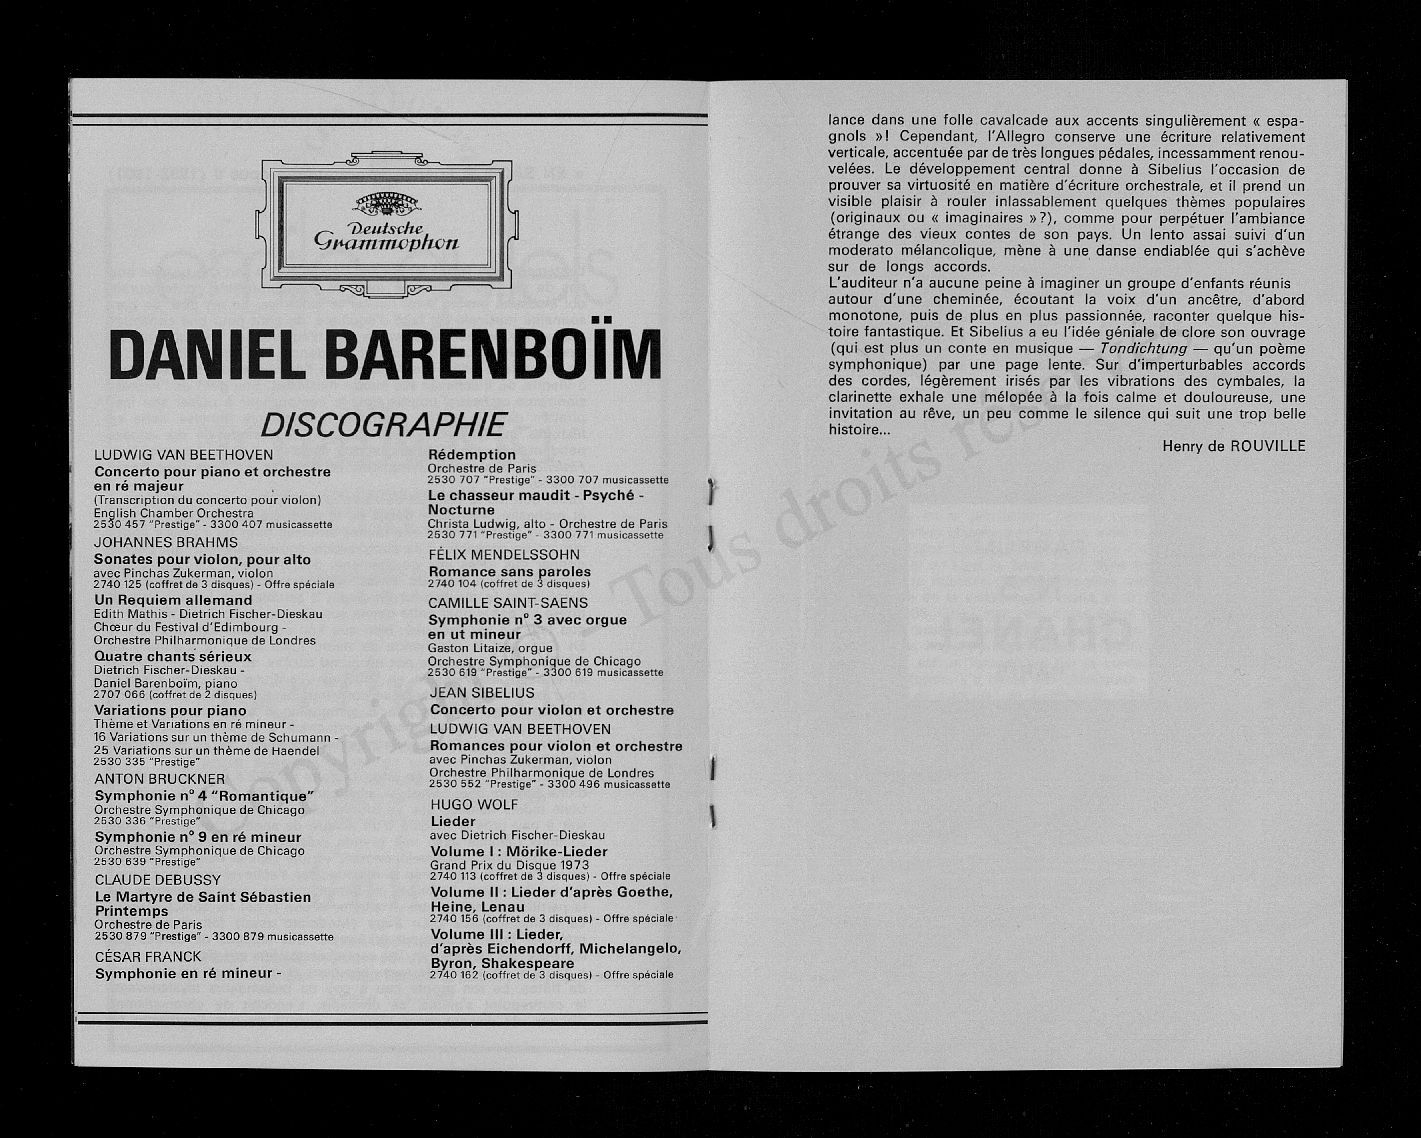 Deutsche
Grammophon
DANIEL BARENBOÏM
DISCOGRAPHIE
LUDWIG VAN BEETHOVEN
Concerto pour piano et orchestre
en ré majeur
(Transcription du concerto pour violon)
English Chamber Orchestra
2530 457 "Prestige" - 3300 407 musicassette
JOHANNES BRAHMS
Sonates pour violon, pour alto
avec Pinchas Zukerman, violon
2740 125 (coffret de 3 disques) - Offre spéciale
Un Requiem allemand
Edith Mathis - Dietrich Fischer-Dieskau
Chœur du Festival d'Edimbourg -
Orchestre Philharmonique de Londres
Quatre chants sérieux
Dietrich Fischer-Dieskau -
Daniel Barenboïm, piano
2707 066 (coffret de 2 disques)
Variations pour piano
Thème et Variations en ré mineur -
16 Variations sur un thème de Schumann -
25 Variations sur un thème de Haendel
2530 335 "Prestige"
ANTON BRUCKNER
Symphonie n° 4 "Romantique"
Orchestre Symphonique de Chicago
2530 336 "Prestige"
Symphonie n° 9 en ré mineur
Orchestre Symphonique de Chicago
2530 639 "Prestige"
CLAUDE DEBUSSY
Le Martyre de Saint Sébastien
Printemps
Orchestre de Paris
2530 879 "Prestige" - 3300 879 musicassette
CÉSAR FRANCK
Symphonie en ré mineur -
Rédemption
Orchestre de Paris
2530 707 "Prestige" - 3300 707 musicassette
Le chasseur maudit - Psyché -
Nocturne
Christa Ludwig, alto - Orchestre de Paris
2530 771 "Prestige" - 3300 771 musicassette
FÉLIX MENDELSSOHN
Romance sans paroles
2740 104 (coffret de 3 disques)
CAMILLE SAINT-SAENS
Symphonie n° 3 avec orgue
en ut mineur
Gaston Litaize, orgue
Orchestre Symphonique de Chicago
2530 619 "Prestige" - 3300 619 musicassette
JEAN SIBELIUS
Concerto pour violon et orchestre
LUDWIG VAN BEETHOVEN
Romances pour violon et orchestre
avec Pinchas Zukerman, violon
Orchestre Philharmonique de Londres
2530 552 "Prestige" - 3300 496 musicassette
HUGO WOLF
Lieder
avec Dietrich Fischer-Dieskau
Volume I : Mörike-Lieder
Grand Prix du Disque 1973
2740 113 (coffret de 3 disques) - Offre spéciale
Volume II : Lieder d'après Goethe,
Heine, Lenau
2740 156 (coffret de 3 disques) - Offre spéciale
Volume III : Lieder,
d'après Eichendorff, Michelangelo,
Byron, Shakespeare
2740 162 (coffret de 3 disques) - Offre spéciale
lance dans une folle cavalcade aux accents singulièrement « espa-
gnols »! Cependant, l'Allegro conserve une écriture relativement
verticale, accentuée par de très longues pédales, incessamment renou-
velées. Le développement central donne à Sibelius l'occasion de
prouver sa virtuosité en matière d'écriture orchestrale, et il prend un
visible plaisir à rouler inlassablement quelques thèmes populaires
(originaux ou « imaginaires »?), comme pour perpétuer l'ambiance
étrange des vieux contes de son pays. Un lento assai suivi d'un
moderato mélancolique, mène à une danse endiablée qui s'achève
sur de longs accords.
L'auditeur n'a aucune peine à imaginer un groupe d'enfants réunis
autour d'une cheminée, écoutant la voix d'un ancêtre, d'abord
monotone, puis de plus en plus passionnée, raconter quelque his-
toire fantastique. Et Sibelius a eu l'idée géniale de clore son ouvrage
(qui est plus un conte en musique — Tondichtung — qu'un poème
symphonique) par une page lente. Sur d'imperturbables accords
des cordes, légèrement irisés par les vibrations des cymbales, la
clarinette exhale une mélopée à la fois calme et douloureuse, une
invitation au rêve, un peu comme le silence qui suit une trop belle
histoire...
Henry de ROUVILLE
Copyright © - Tous droits réservés